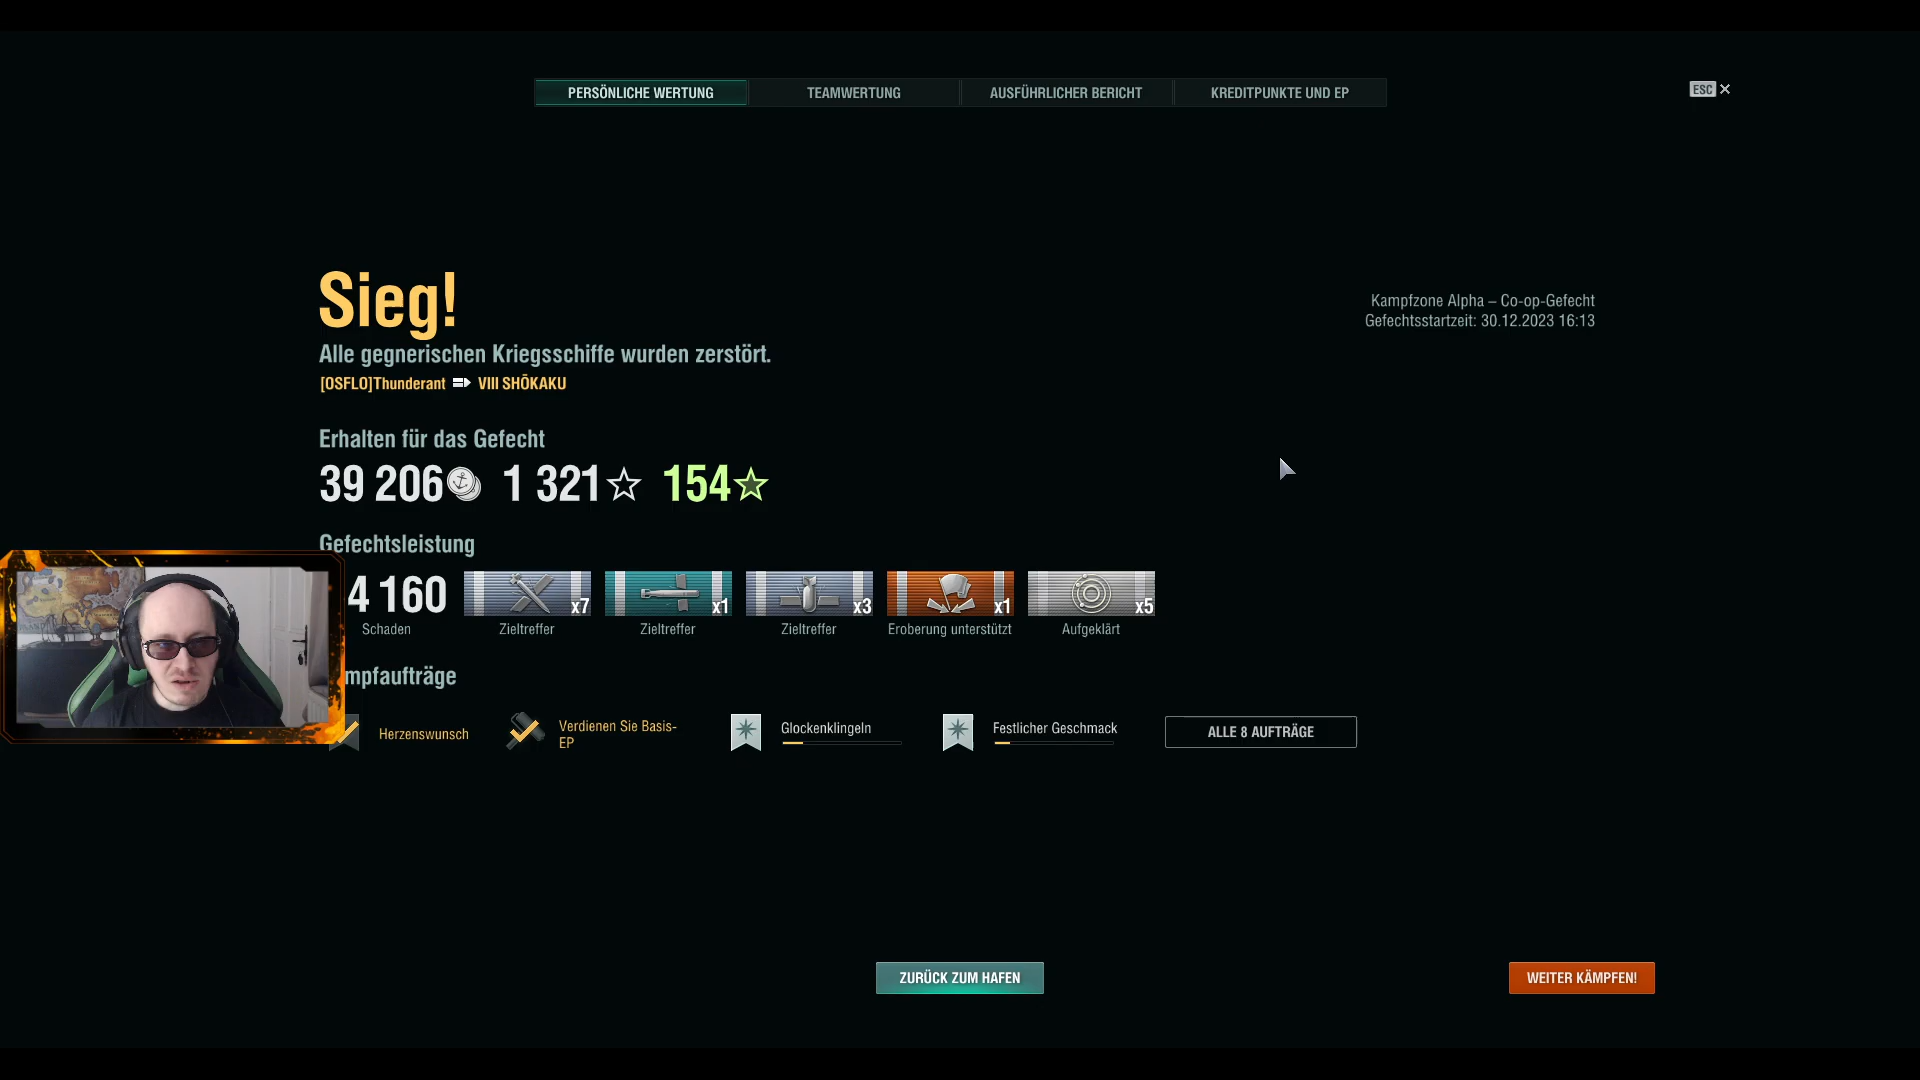 PERSÖNLICHE WERTUNG
TEAMWERTUNG
AUSFÜHRLICHER BERICHT
KREDITPUNKTE UND EP
ESC
Sieg!
Kampfzone Alpha – Co-op-Gefecht
Gefechtsstartzeit: 30.12.2023 16:13
Alle gegnerischen Kriegsschiffe wurden zerstört.
[OSFLO]Thunderant VIII SHŌKAKU
Erhalten für das Gefecht
39 206 1 321 154
Gefechtsleistung
4 160 x7 x1 x3 x1 x5
Schaden Zieltreffer Zieltreffer Zieltreffer Eroberung unterstützt Aufgeklärt
mpfaufträge
Herzenswunsch
Verdienen Sie Basis-
EP
Glockenklingeln
Festlicher Geschmack
ALLE 8 AUFTRÄGE
ZURÜCK ZUM HAFEN
WEITER KÄMPFEN!